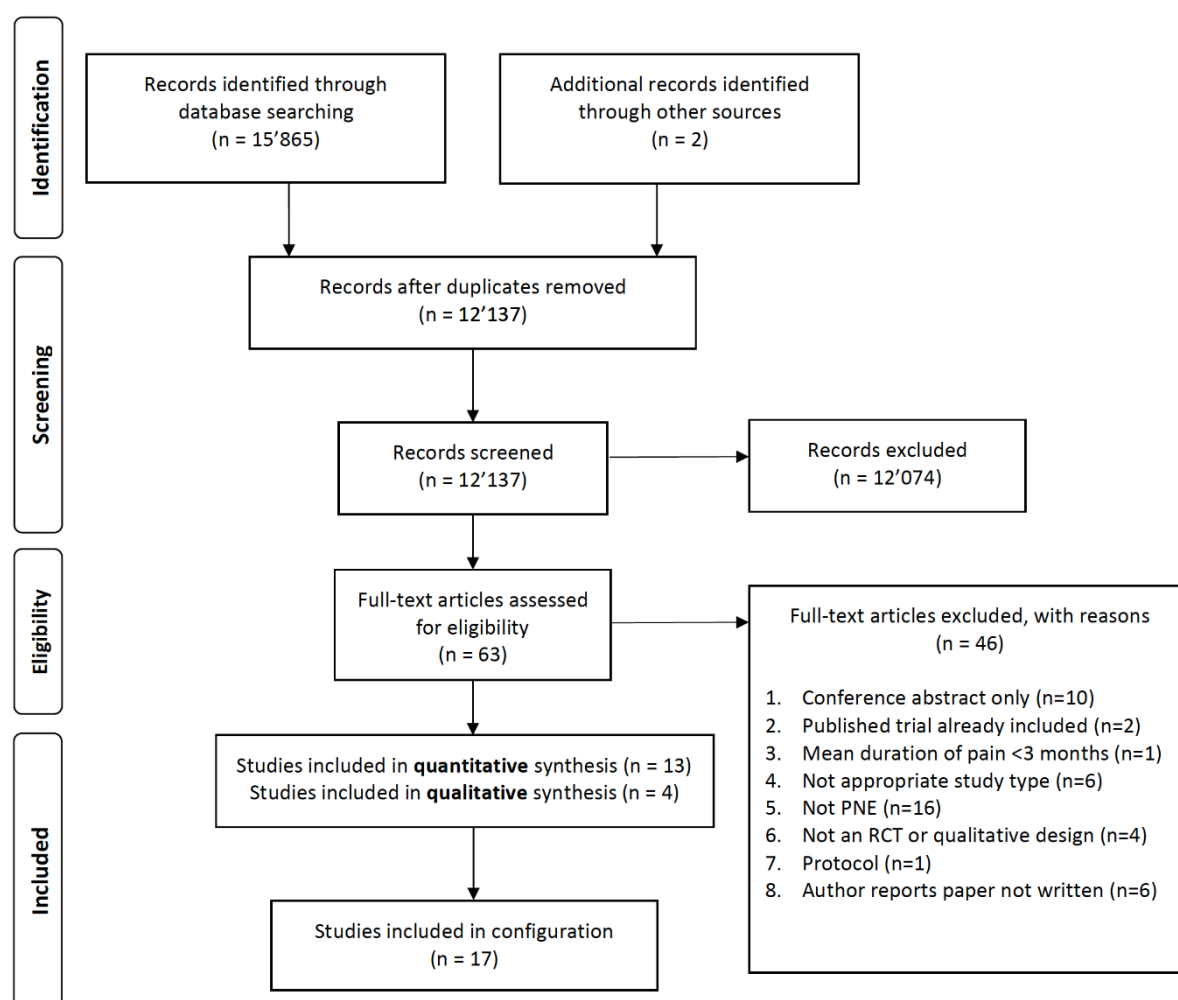 Identification
Records identified through
database searching
(n = 15’865)
Additional records identified
through other sources
(n = 2)
Screening
Records after duplicates removed
(n = 12’137)
Records screened
(n = 12’137)
Records excluded
(n = 12’074)
Eligibility
Full-text articles assessed
for eligibility
(n = 63)
Full-text articles excluded, with reasons
(n = 46)
1. Conference abstract only (n=10)
2. Published trial already included (n=2)
3. Mean duration of pain <3 months (n=1)
4. Not appropriate study type (n=6)
5. Not PNE (n=16)
6. Not an RCT or qualitative design (n=4)
7. Protocol (n=1)
8. Author reports paper not written (n=6)
Included
Studies included in quantitative synthesis (n = 13)
Studies included in qualitative synthesis (n = 4)
Studies included in configuration
(n = 17)